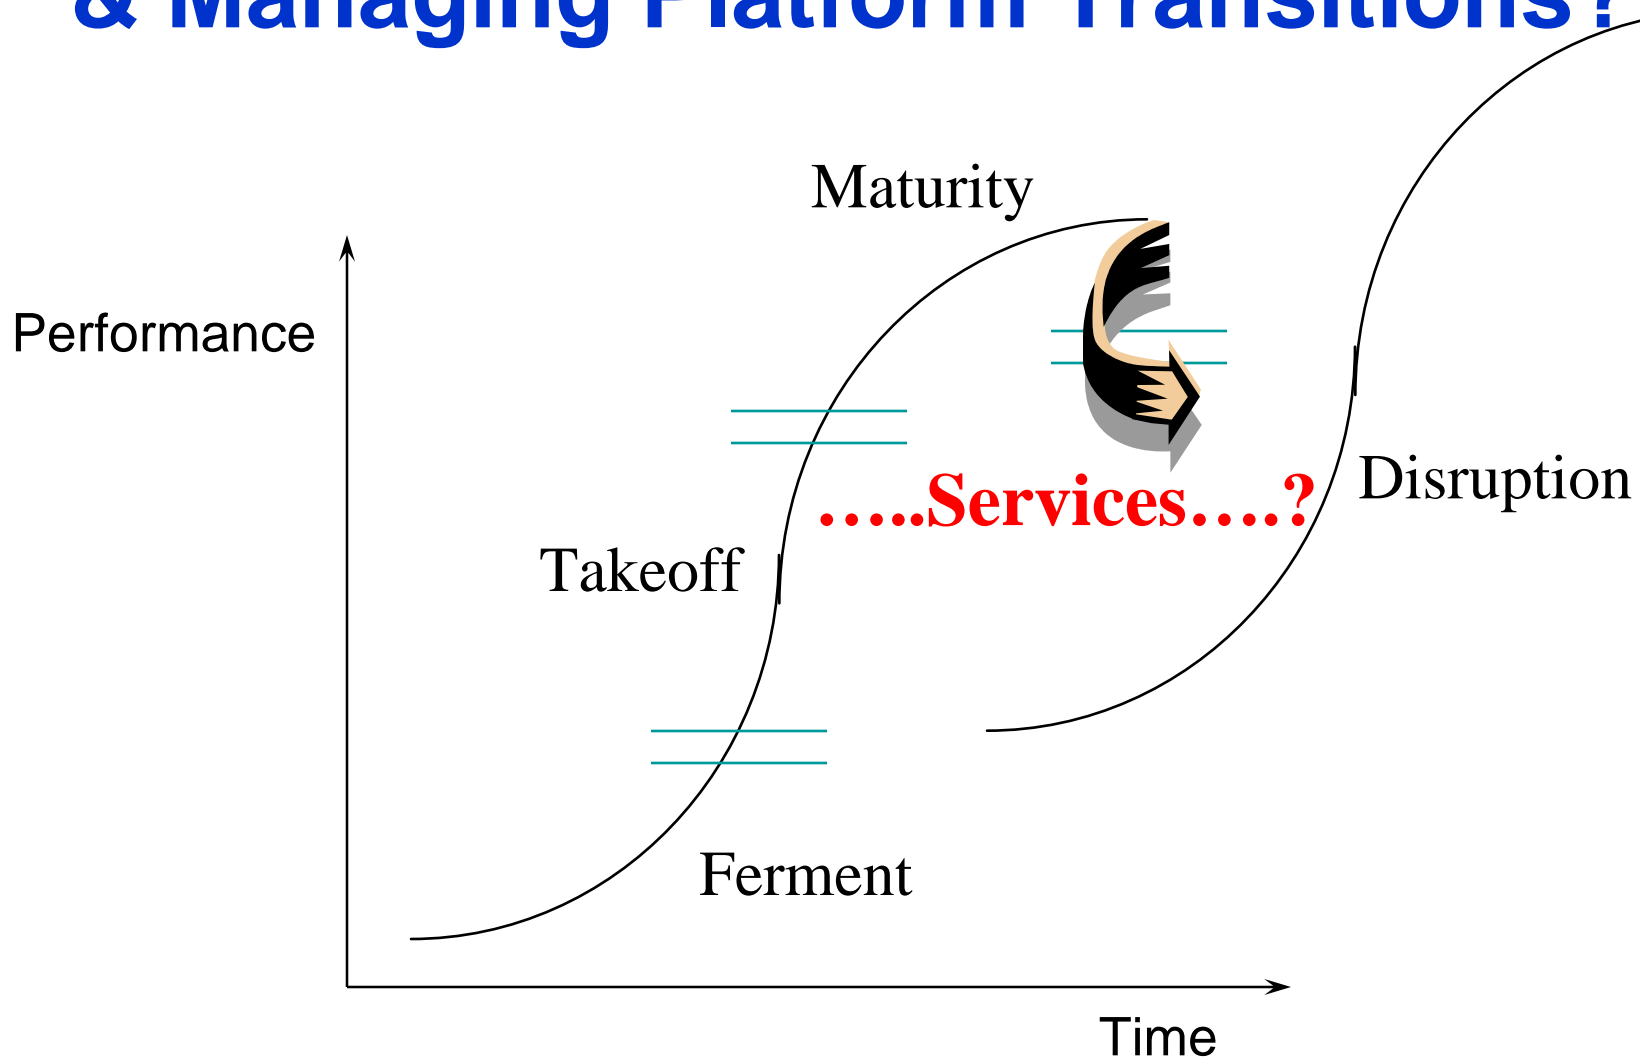 & Managing Platform Transitions?
Maturity
Performance
…..Services….?
Disruption
Takeoff
Ferment
Time